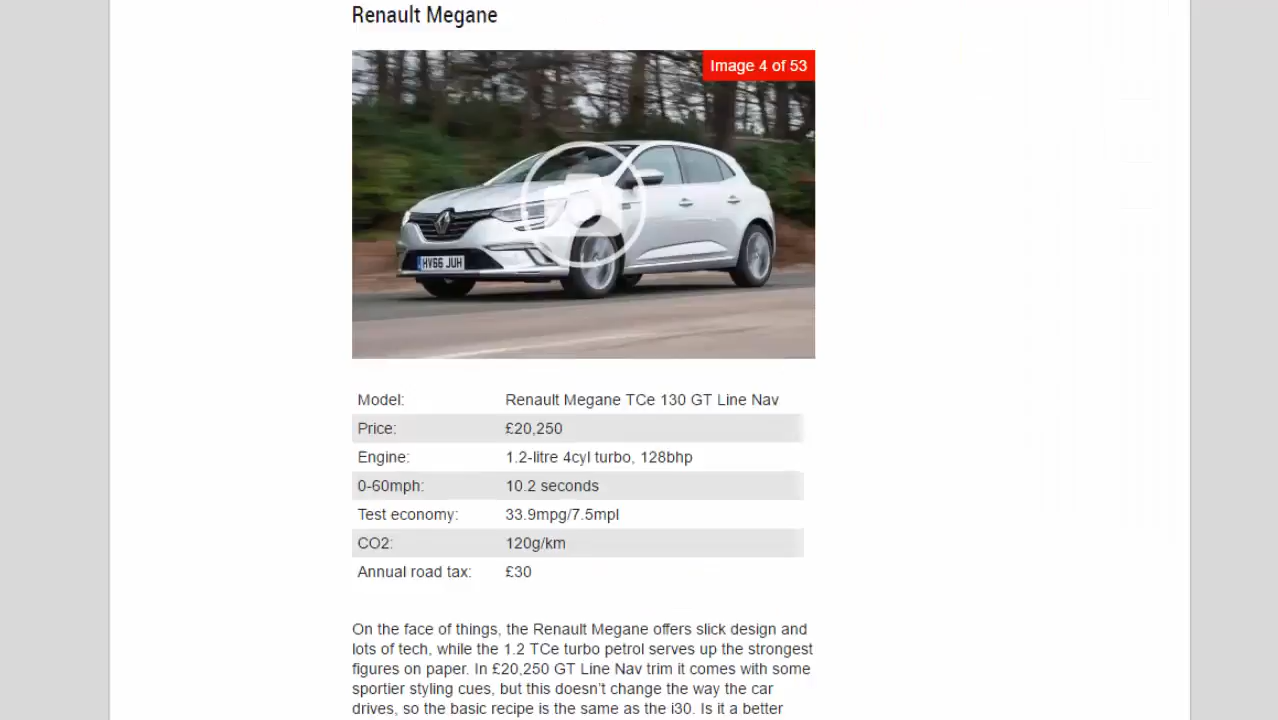 Renault Megane
Image 4 of 53
HV66 JUH
Model: Renault Megane TCe 130 GT Line Nav
Price: £20,250
Engine: 1.2-litre 4cyl turbo, 128bhp
0-60mph: 10.2 seconds
Test economy: 33.9mpg/7.5mpl
CO2: 120g/km
Annual road tax: £30
On the face of things, the Renault Megane offers slick design and
lots of tech, while the 1.2 TCe turbo petrol serves up the strongest
figures on paper. In £20,250 GT Line Nav trim it comes with some
sportier styling cues, but this doesn’t change the way the car
drives, so the basic recipe is the same as the i30. Is it a better